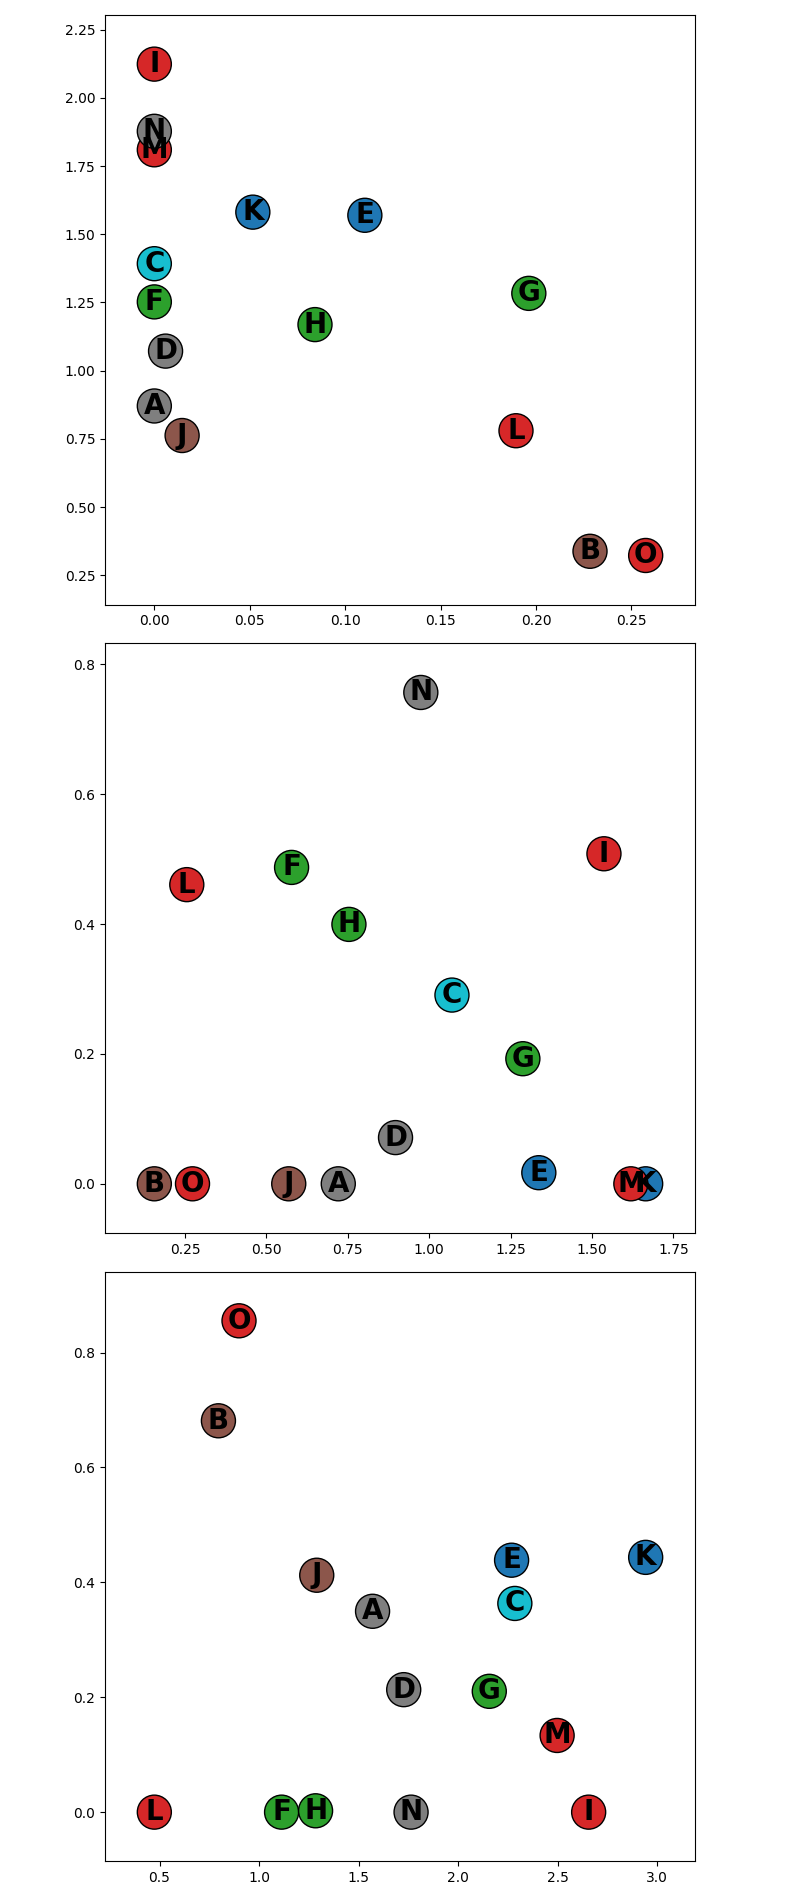 2.25
I
2.00
N
M
1.75
K E
1.50
C
F G
1.25
H
D
1.00
A
J L
0.75
0.50
B O
0.25
0.00 0.05 0.10 0.15 0.20 0.25
0.8
N
0.6
I
F
L
0.4
H
C
0.2
G
D
E
0.0
B O J A M K
0.25 0.50 0.75 1.00 1.25 1.50 1.75
O
0.8
B
0.6
E K
J C
0.4
A
D G
0.2
M
0.0
L F H N I
0.5 1.0 1.5 2.0 2.5 3.0